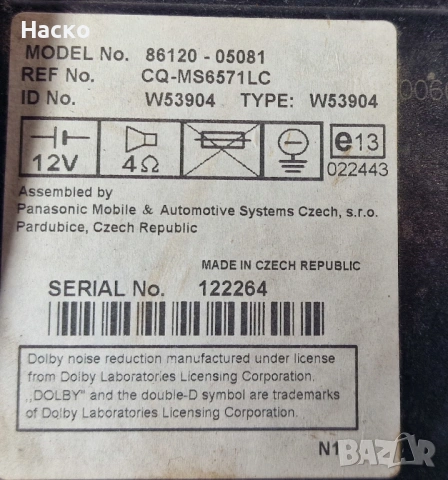 Hacko
MODEL No. 86120 - 05081
REF No. CQ-MS6571LC
ID No. W53904 TYPE: W53904
12V 4Ω e13
022443
Assembled by
Panasonic Mobile & Automotive Systems Czech, s.r.o.
Pardubice, Czech Republic
MADE IN CZECH REPUBLIC
SERIAL No. 122264
Dolby noise reduction manufactured under license
from Dolby Laboratories Licensing Corporation.
„DOLBY" and the double-D symbol are trademarks
of Dolby Laboratories Licensing Corporation.
N1
BAZAR